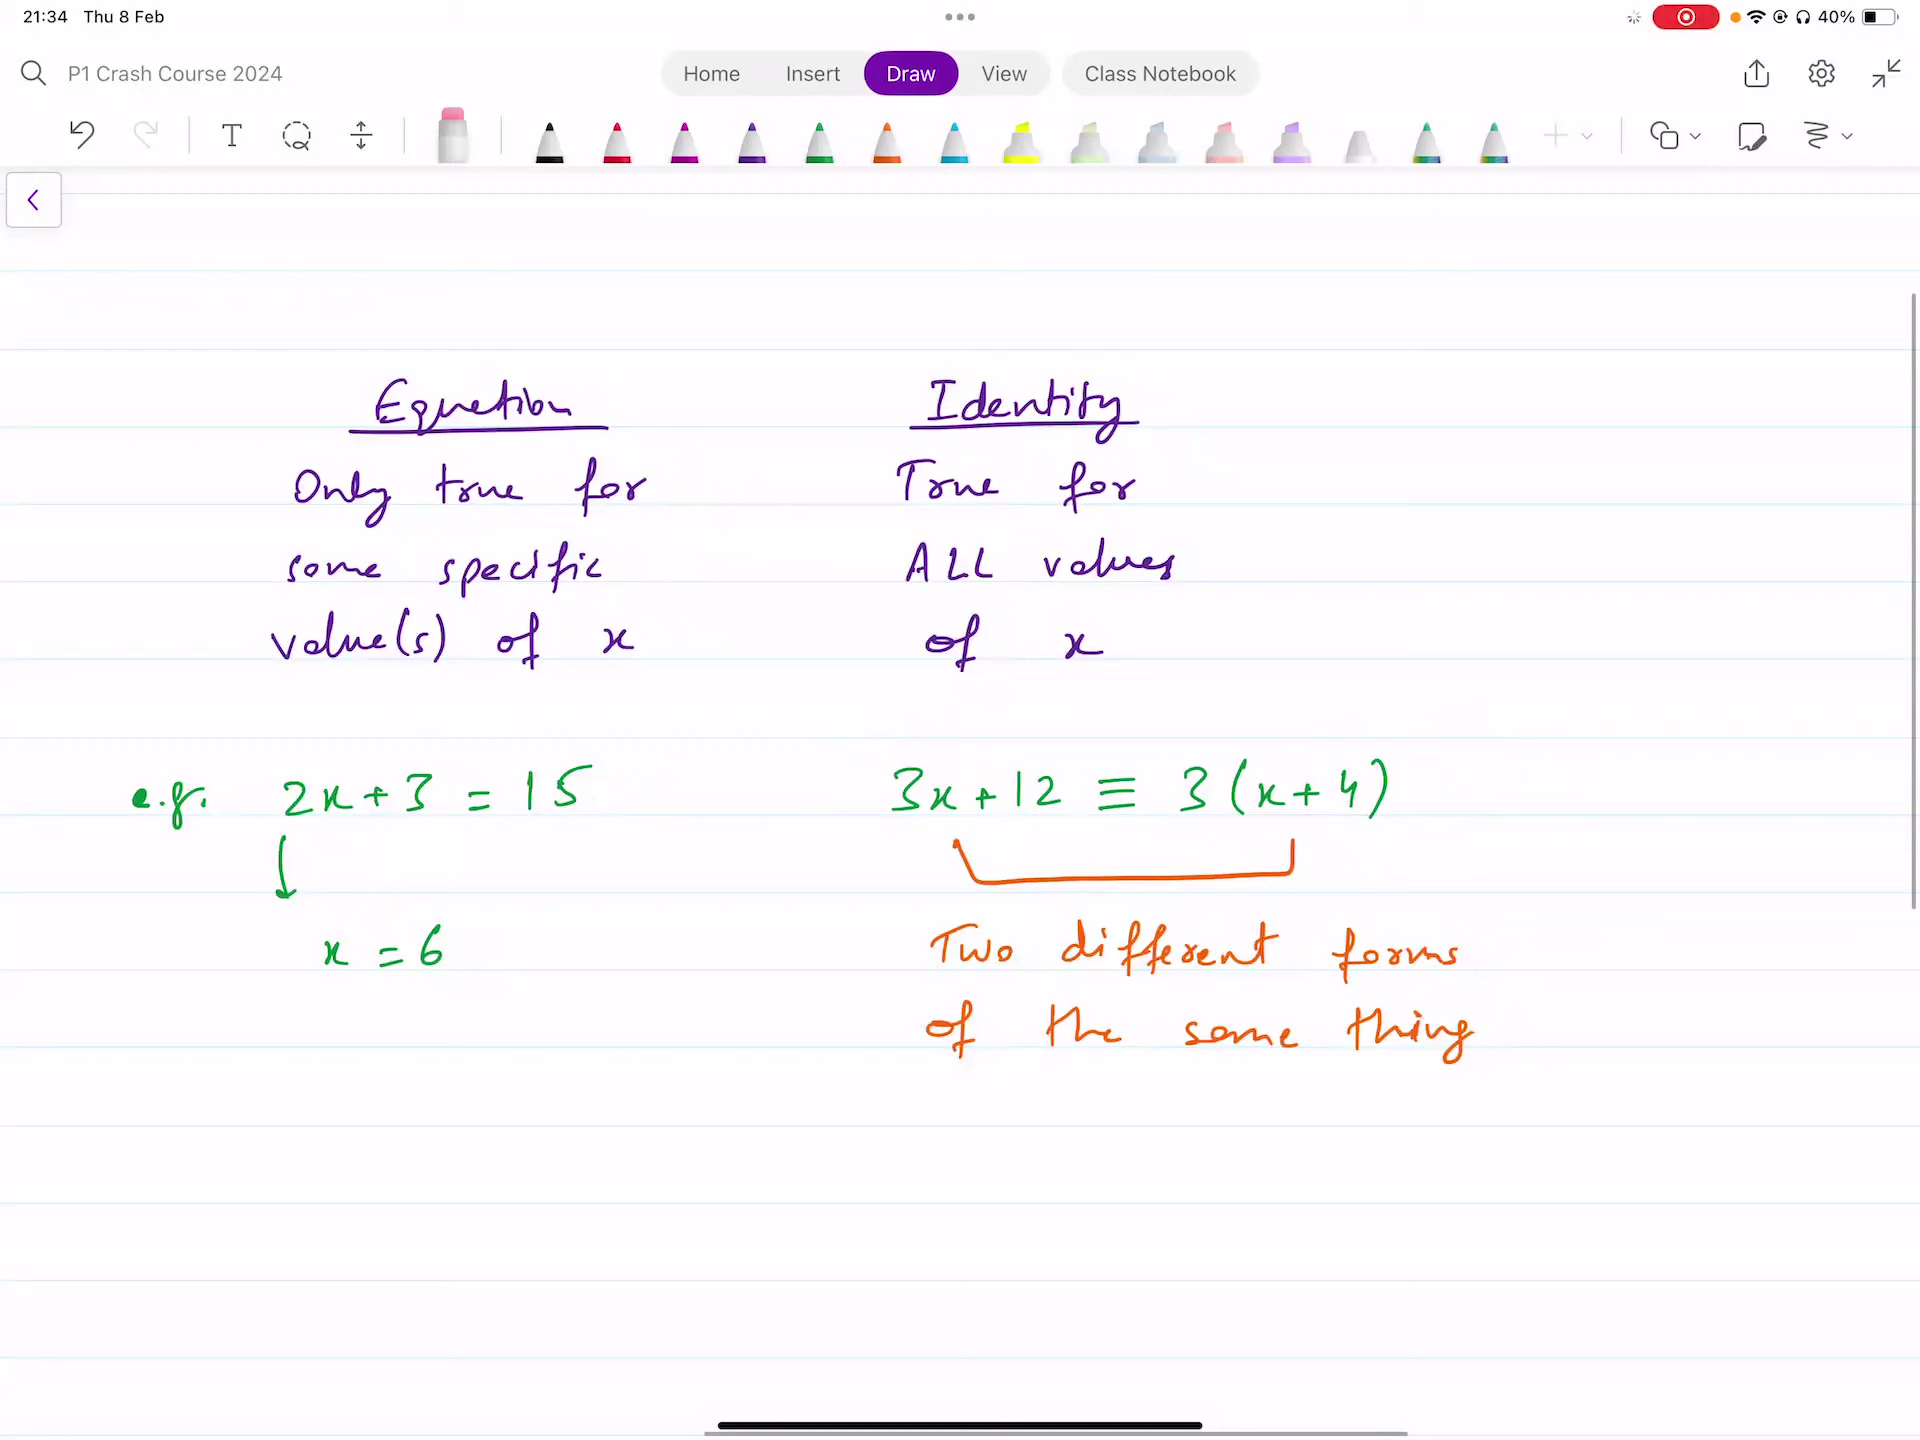 21:34 Thu 8 Feb
40%
P1 Crash Course 2024
Home Insert Draw View Class Notebook
T
Equation Identity
Only true for True for
some specific ALL values
value(s) of x of x
e.g. 2x + 3 = 15 3x + 12 ≡ 3(x + 4)
x = 6 Two different forms
of the same thing